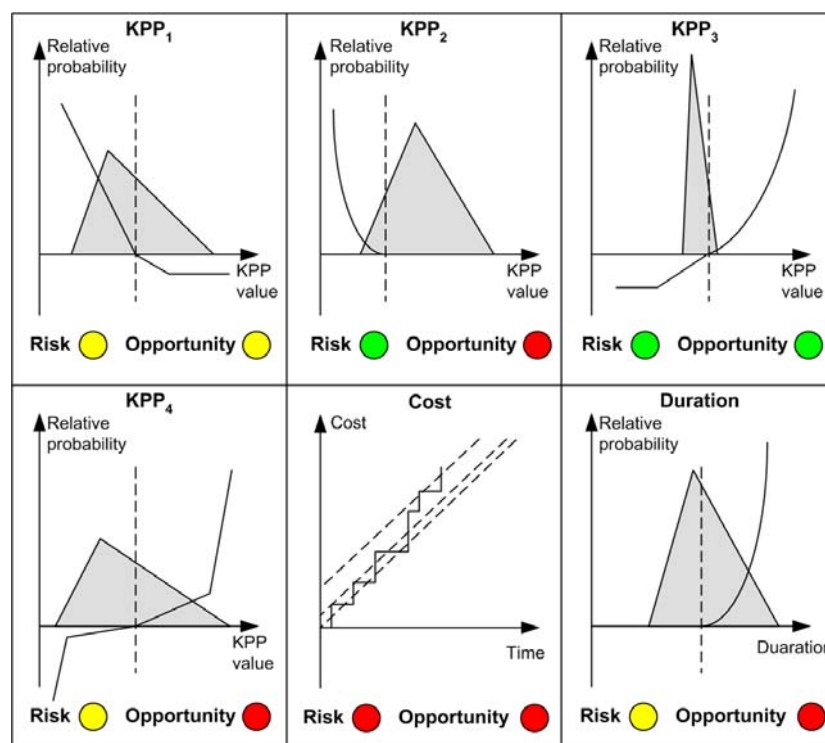 KPP1
Relative
probability
KPP
value
Risk Opportunity
KPP2
Relative
probability
KPP
value
Risk Opportunity
KPP3
Relative
probability
KPP
value
Risk Opportunity
KPP4
Relative
probability
KPP
value
Risk Opportunity
Cost
Cost
Time
Risk Opportunity
Duration
Relative
probability
Duaration
Risk Opportunity